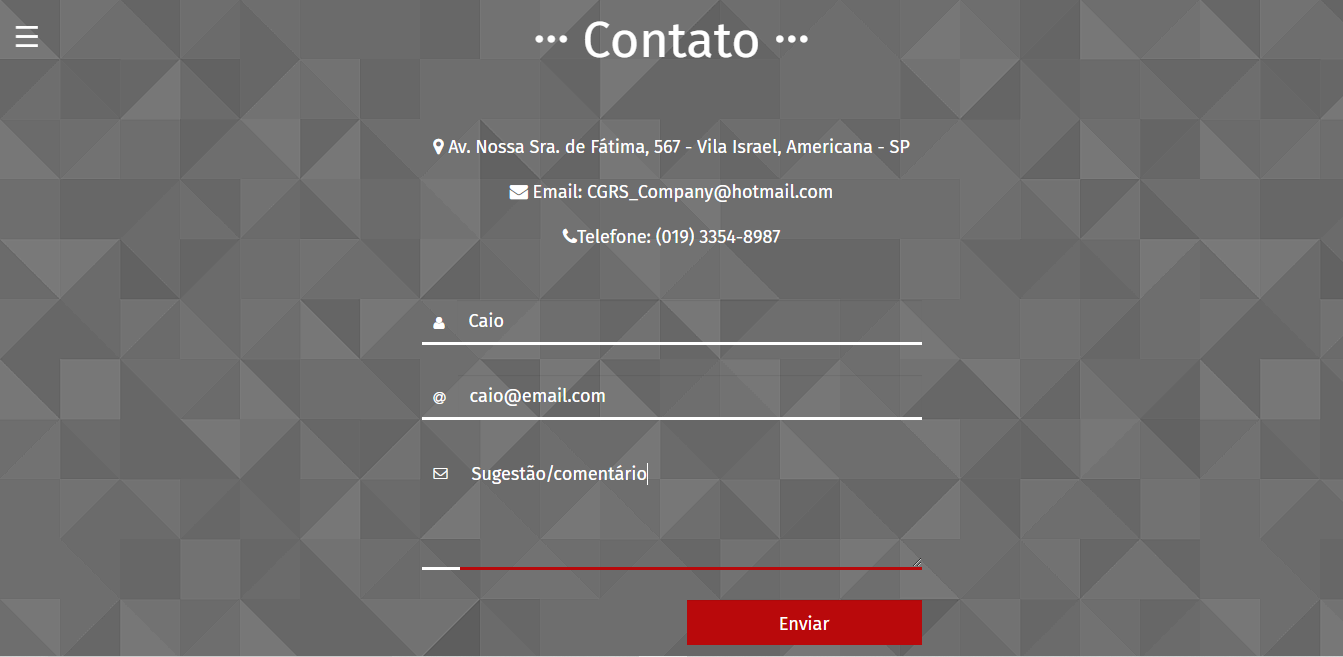 ••• Contato •••
Av. Nossa Sra. de Fátima, 567 - Vila Israel, Americana - SP
Email: CGRS_Company@hotmail.com
Telefone: (019) 3354-8987
Caio
@ caio@email.com
Sugestão/comentário
Enviar